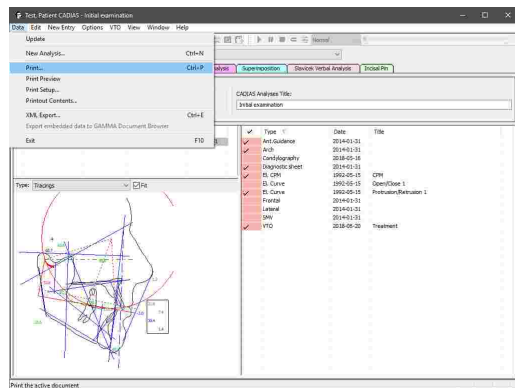 Test, Patient CADIAS - Initial examination
Data Edit New Entry Options VTO View Window Help
Update
New Analysis... Ctrl+N
Print... Ctrl+P
Print Preview
Print Setup...
Printout Contents...
XML Export... Ctrl+E
Export embedded data to GAMMA Document Browser
Exit F10
Normal
Superimposition Slavicek Verbal Analysis Incisal Pin
CADIAS Analyses Title:
Initial examination
Type Date Title
Ant.Guidance 2014-01-31
Arch 2014-01-31
Condylography 2018-05-16
Diagnostic sheet 2014-01-31
El. CPM 1992-05-15 CPM
El. Curve 1992-05-15 Open/Close 1
El. Curve 1992-05-15 Protrusion/Retrusion 1
Frontal 2014-01-31
Lateral 2014-01-31
SMV 2014-01-31
VTO 2018-08-20 Treatment
Type: Tracings Fit
Print the active document